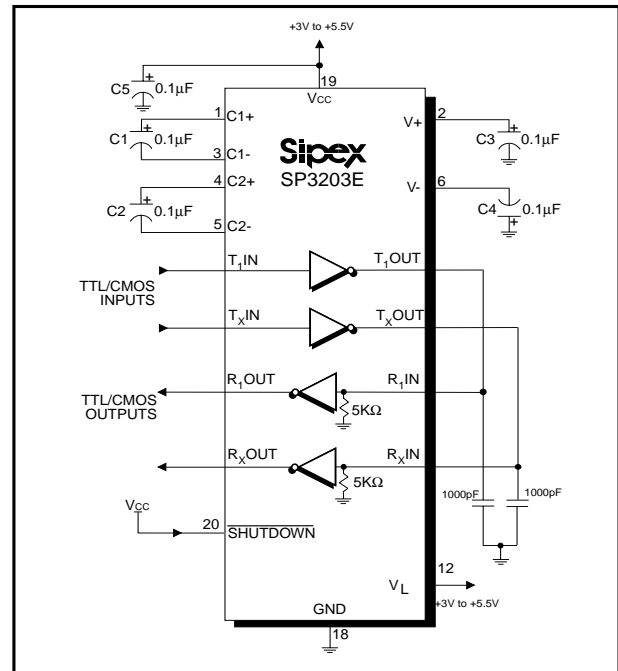 +3V to +5.5V
19
VCC
C5
+
0.1μF
1
C1+
C1
+
0.1μF
3
C1-
4
C2+
C2
+
0.1μF
5
C2-
Sipex
SP3203E
V+
2
C3
+
0.1μF
V-
6
C4
0.1μF
+
TTL/CMOS
INPUTS
T1IN
T1OUT
TXIN
TXOUT
TTL/CMOS
OUTPUTS
R1OUT
R1IN
5KΩ
RXOUT
RXIN
5KΩ
1000pF
1000pF
VCC
20
SHUTDOWN
12
VL
+3V to +5.5V
GND
18